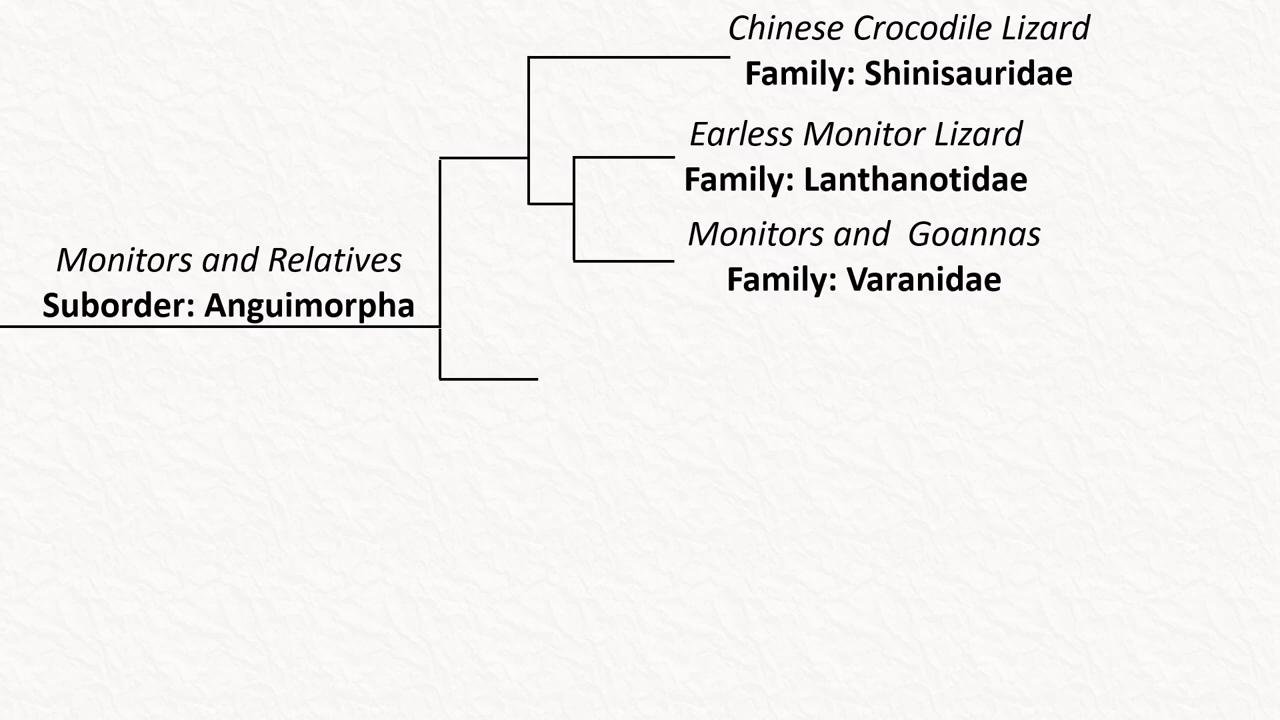 Chinese Crocodile Lizard
Family: Shinisauridae
Earless Monitor Lizard
Family: Lanthanotidae
Monitors and  Goannas
Family: Varanidae
Monitors and Relatives
Suborder: Anguimorpha